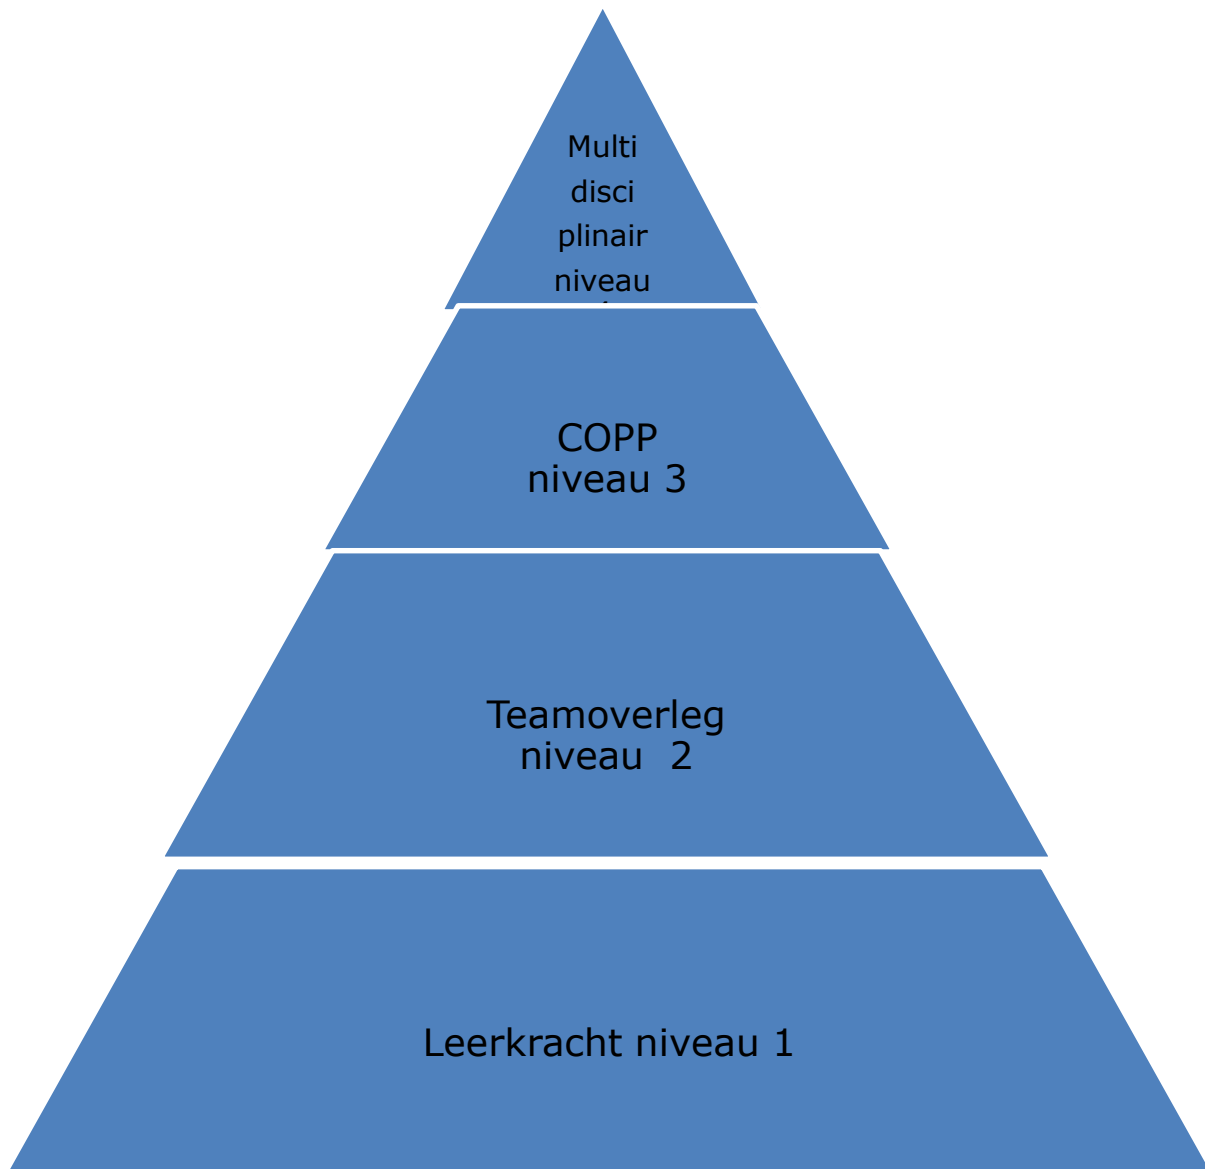 Multi
disci
plinair
niveau
COPP
niveau 3
Teamoverleg
niveau  2
Leerkracht niveau 1